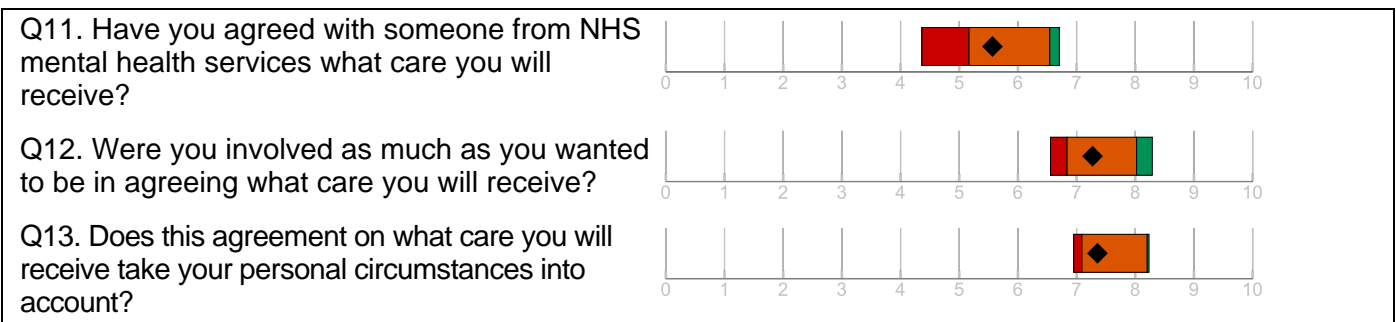 Q11. Have you agreed with someone from NHS
mental health services what care you will
receive?
0 1 2 3 4 5 6 7 8 9 10
Q12. Were you involved as much as you wanted
to be in agreeing what care you will receive?
0 1 2 3 4 5 6 7 8 9 10
Q13. Does this agreement on what care you will
receive take your personal circumstances into
account?
0 1 2 3 4 5 6 7 8 9 10